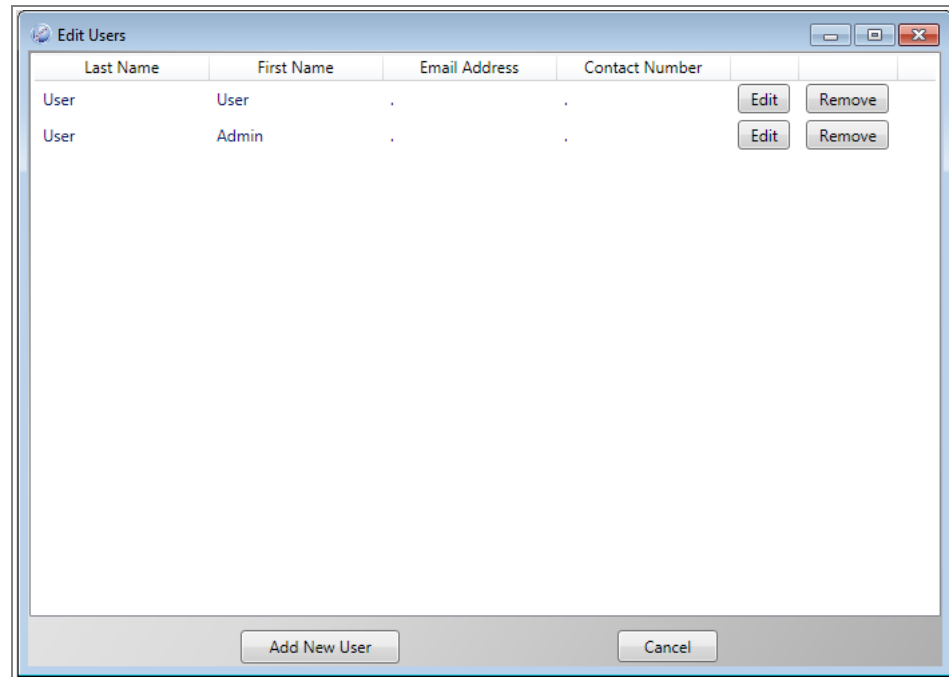 Edit Users
Last Name First Name Email Address Contact Number
User User . . Edit Remove
User Admin . . Edit Remove
Add New User Cancel